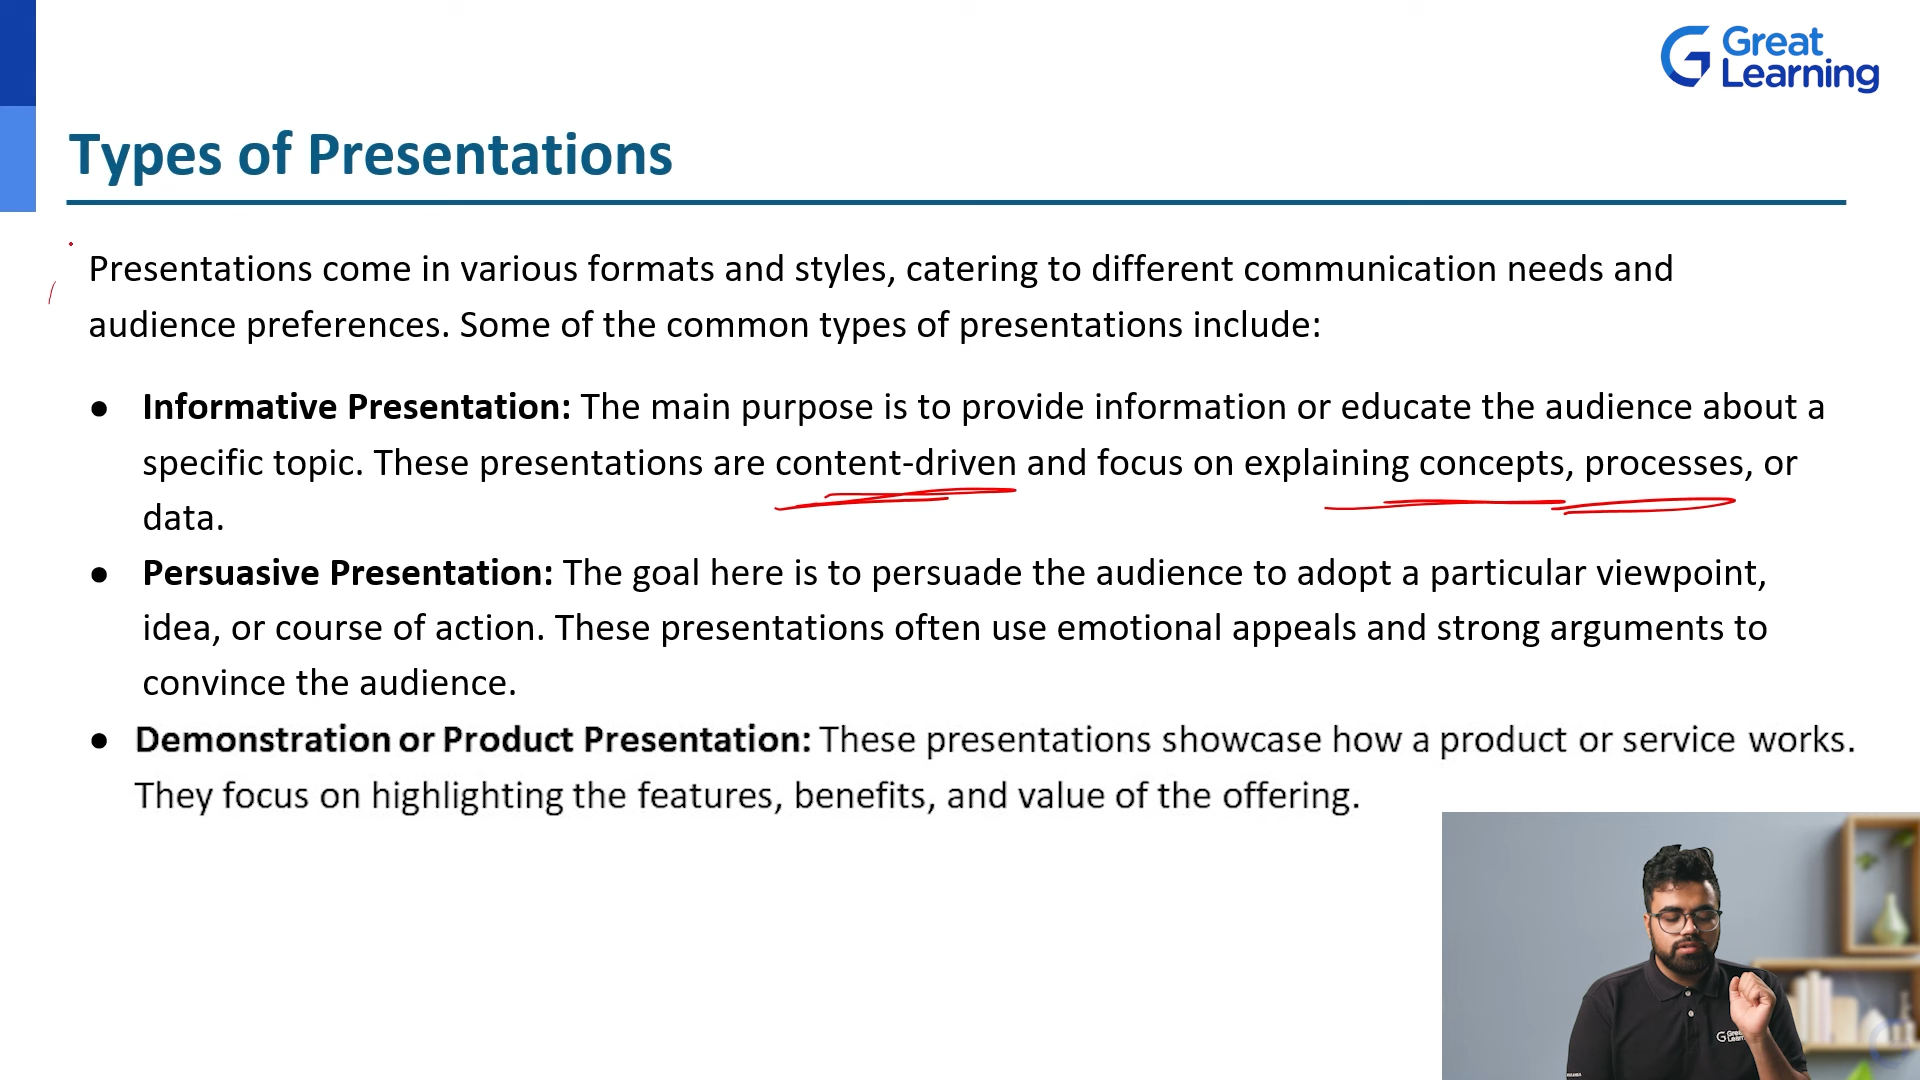 Great
Learning
Types of Presentations
Presentations come in various formats and styles, catering to different communication needs and
audience preferences. Some of the common types of presentations include:
● Informative Presentation: The main purpose is to provide information or educate the audience about a
specific topic. These presentations are content-driven and focus on explaining concepts, processes, or
data.
● Persuasive Presentation: The goal here is to persuade the audience to adopt a particular viewpoint,
idea, or course of action. These presentations often use emotional appeals and strong arguments to
convince the audience.
● Demonstration or Product Presentation: These presentations showcase how a product or service works.
They focus on highlighting the features, benefits, and value of the offering.